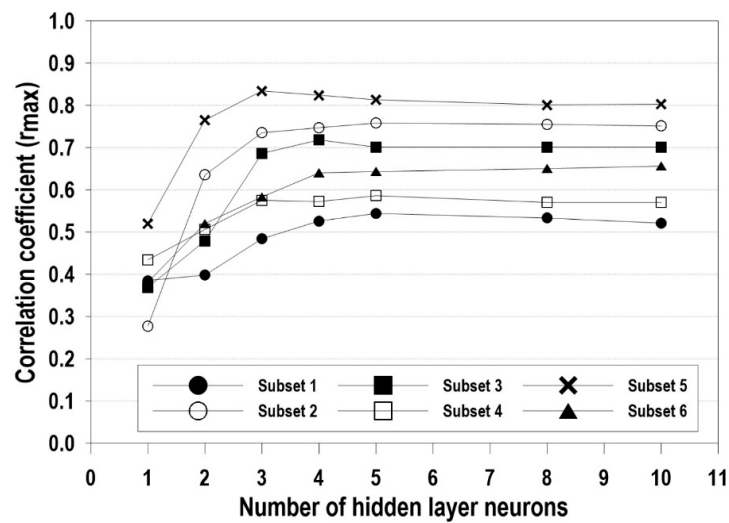 1.0
0.9
0.8
0.7
0.6
0.5
0.4
0.3
0.2
0.1
0.0
Correlation coefficient (rmax)
Subset 1 Subset 3 Subset 5
Subset 2 Subset 4 Subset 6
0 1 2 3 4 5 6 7 8 9 10 11
Number of hidden layer neurons